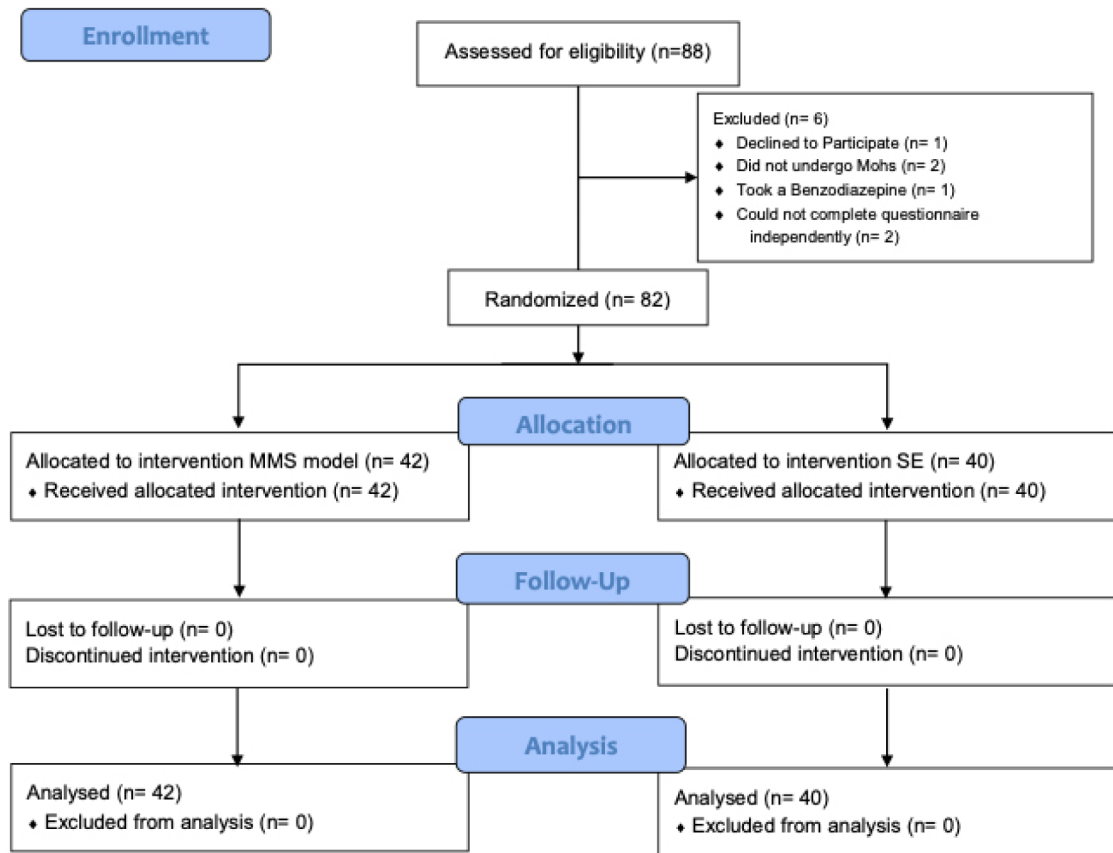 Enrollment
Assessed for eligibility (n=88)
Excluded (n= 6)
♦ Declined to Participate (n= 1)
♦ Did not undergo Mohs (n= 2)
♦ Took a Benzodiazepine (n= 1)
♦ Could not complete questionnaire
independently (n= 2)
Randomized (n= 82)
Allocation
Allocated to intervention MMS model (n= 42)
♦ Received allocated intervention (n= 42)
Allocated to intervention SE (n= 40)
♦ Received allocated intervention (n= 40)
Follow-Up
Lost to follow-up (n= 0)
Discontinued intervention (n= 0)
Lost to follow-up (n= 0)
Discontinued intervention (n= 0)
Analysis
Analysed (n= 42)
♦ Excluded from analysis (n= 0)
Analysed (n= 40)
♦ Excluded from analysis (n= 0)